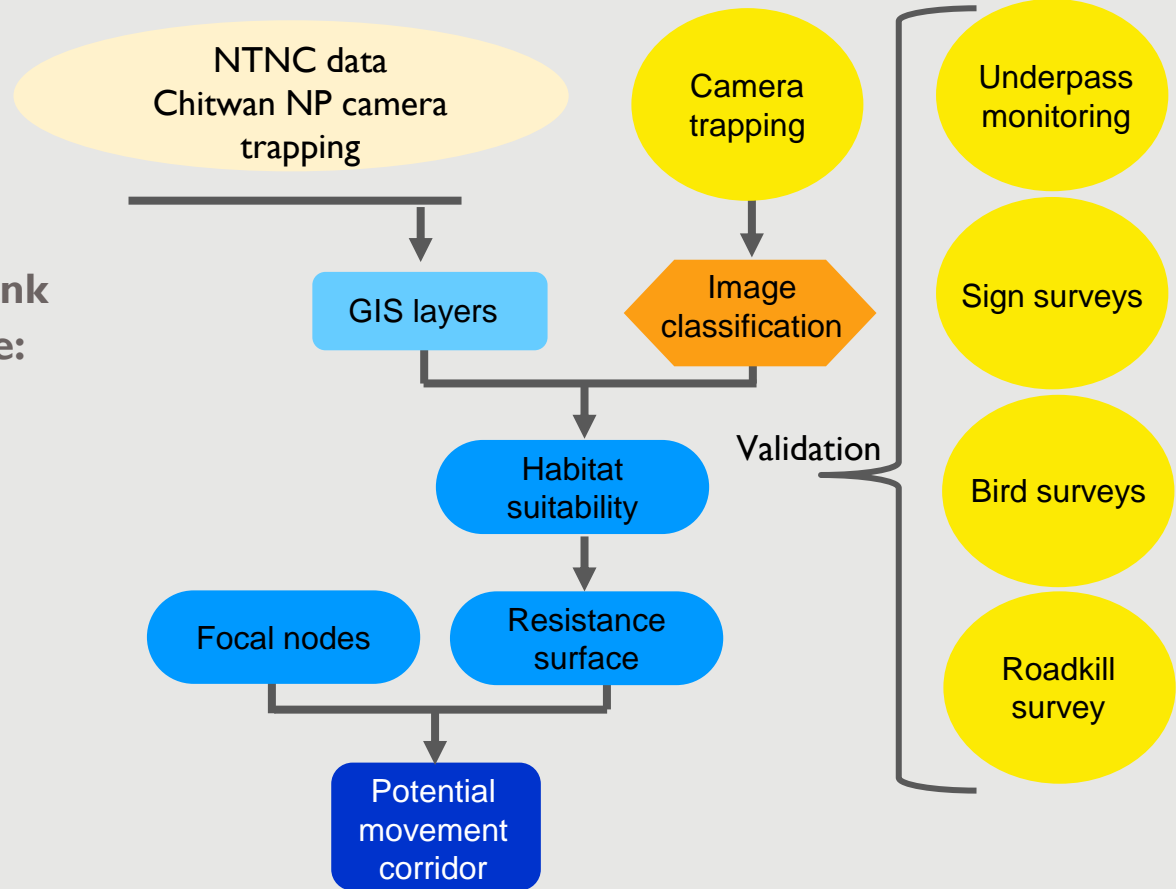 NTNC data
Chitwan NP camera
trapping
Camera
trapping
Underpass
monitoring
nk
e:
GIS layers
Image
classification
Sign surveys
Habitat
suitability
Validation
Bird surveys
Focal nodes
Resistance
surface
Roadkill
survey
Potential
movement
corridor